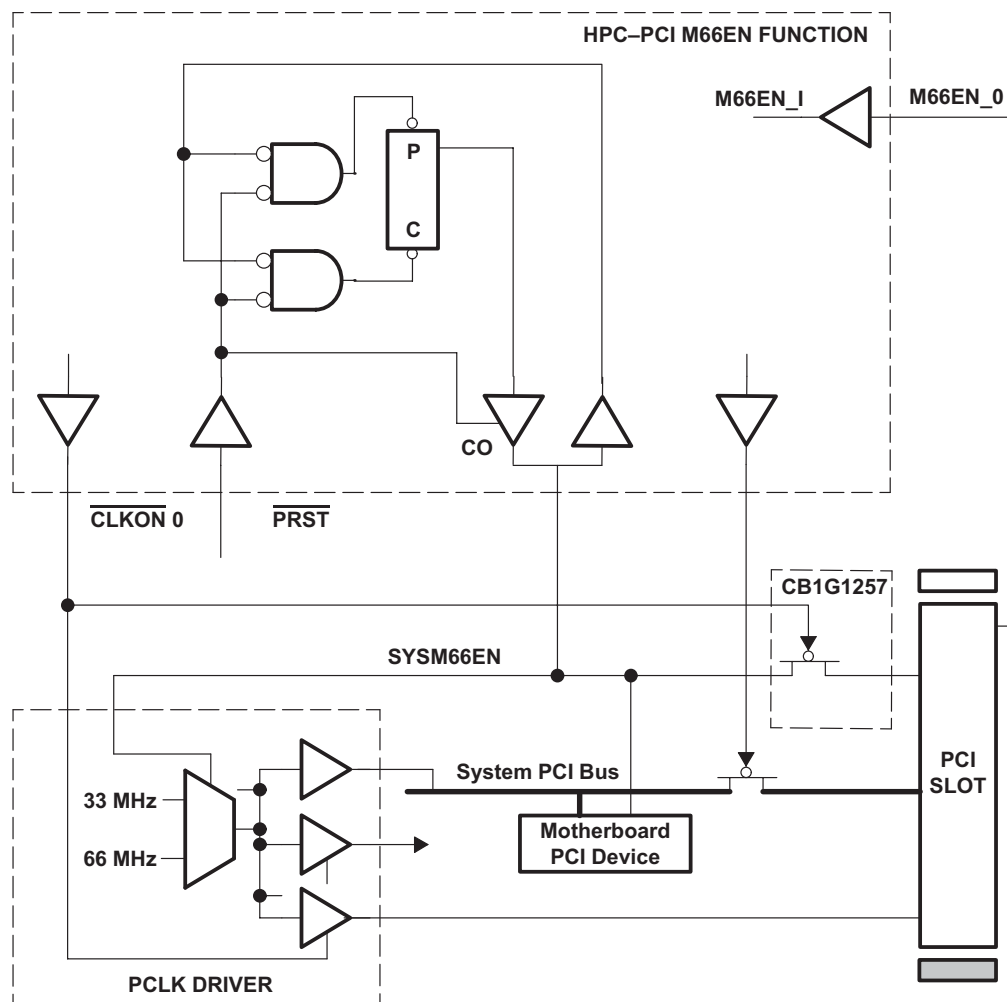 HPC–PCI M66EN FUNCTION
M66EN_I
M66EN_0
P
C
CO
CLKON 0
PRST
CB1G1257
SYSM66EN
PCI
SLOT
System PCI Bus
33 MHz
66 MHz
Motherboard
PCI Device
PCLK DRIVER